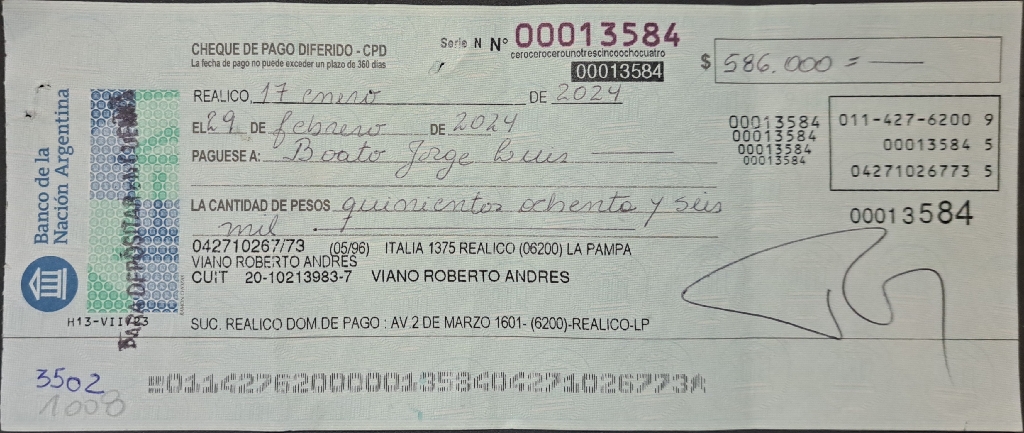 CHEQUE DE PAGO DIFERIDO - CPD
La fecha de pago no puede exceder un plazo de 360 días
Serie N Nº 00013584
cerocerocerounotrescincoochocuatro
00013584
$ 586.000 = —
REALICO, 17 enero DE 2024
EL 29 DE febrero DE 2024
PAGUESE A: Boato Jorge Luis —
LA CANTIDAD DE PESOS quinientos ochenta y seis
mil —
042710267/73 (05/96) ITALIA 1375 REALICO (06200) LA PAMPA
VIANO ROBERTO ANDRES
CUIT 20-10213983-7 VIANO ROBERTO ANDRES
SUC. REALICO DOM.DE PAGO : AV.2 DE MARZO 1601- (6200)-REALICO-LP
00013584
00013584
00013584
00013584
011-427-6200 9
00013584 5
04271026773 5
00013584
Banco de la
Nación Argentina
PARA DEPOSITAR EN CUENTA
3502
1008
01142762000001358404271026773